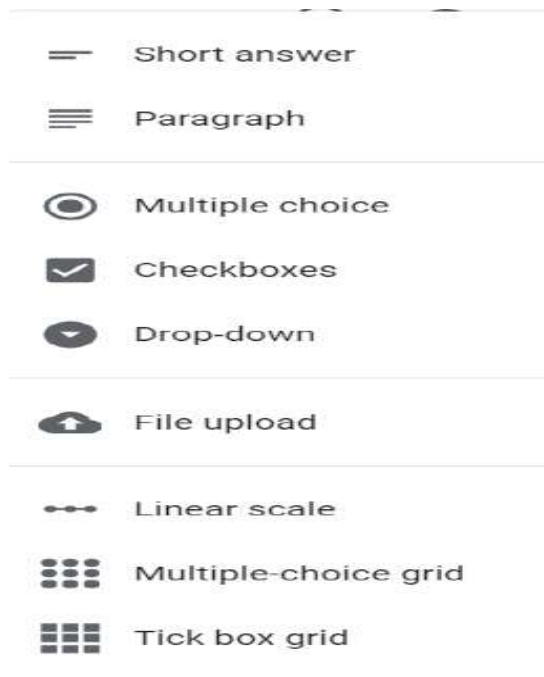 Short answer
Paragraph
Multiple choice
Checkboxes
Drop-down
File upload
Linear scale
Multiple-choice grid
Tick box grid